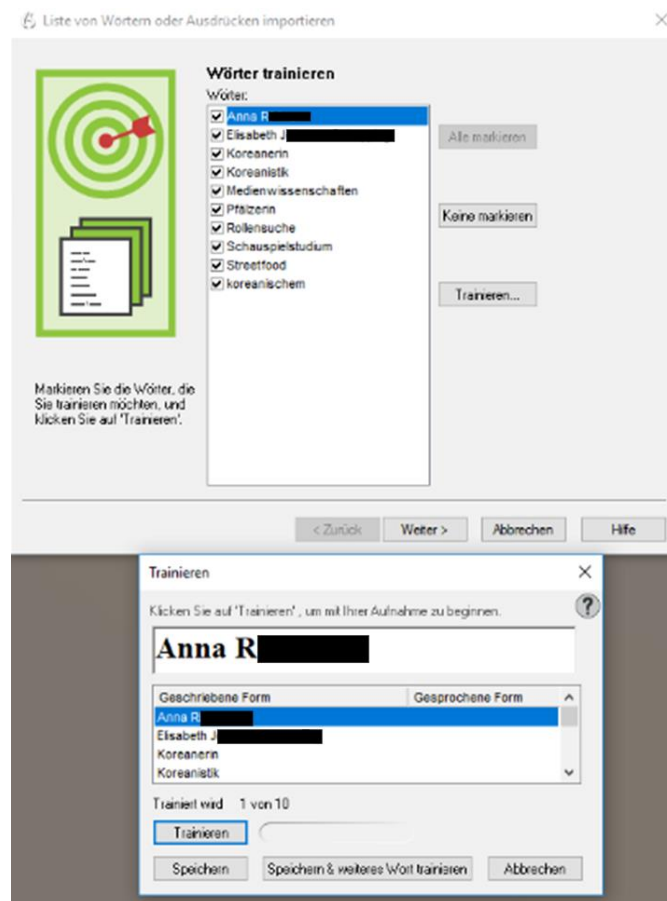 Liste von Wörtern oder Ausdrücken importieren
Wörter trainieren
Wörter:
Anna R
Elisabeth J
Koreanerin
Koreanistik
Medienwissenschaften
Pfälzerin
Rollensuche
Schauspielstudium
Streetfood
koreanischem
Alle markieren
Keine markieren
Trainieren...
Markieren Sie die Wörter, die
Sie trainieren möchten, und
klicken Sie auf 'Trainieren'.
< Zurück Weiter > Abbrechen Hilfe
Trainieren
Klicken Sie auf 'Trainieren' , um mit Ihrer Aufnahme zu beginnen.
?
Anna R
Geschriebene Form Gesprochene Form
Anna R
Elisabeth J
Koreanerin
Koreanistik
Trainiert wird 1 von 10
Trainieren
Speichern Speichern & weiteres Wort trainieren Abbrechen